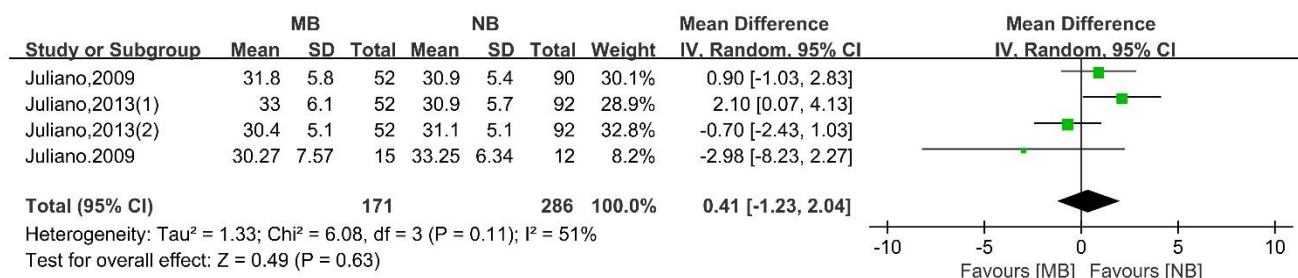 MB NB Mean Difference Mean Difference
Study or Subgroup Mean SD Total Mean SD Total Weight IV, Random, 95% CI IV, Random, 95% CI
Juliano,2009 31.8 5.8 52 30.9 5.4 90 30.1% 0.90 [-1.03, 2.83]
Juliano,2013(1) 33 6.1 52 30.9 5.7 92 28.9% 2.10 [0.07, 4.13]
Juliano,2013(2) 30.4 5.1 52 31.1 5.1 92 32.8% -0.70 [-2.43, 1.03]
Juliano.2009 30.27 7.57 15 33.25 6.34 12 8.2% -2.98 [-8.23, 2.27]
Total (95% CI) 171 286 100.0% 0.41 [-1.23, 2.04]
Heterogeneity: Tau² = 1.33; Chi² = 6.08, df = 3 (P = 0.11); I² = 51%
Test for overall effect: Z = 0.49 (P = 0.63)
-10 -5 0 5 10
Favours [MB] Favours [NB]